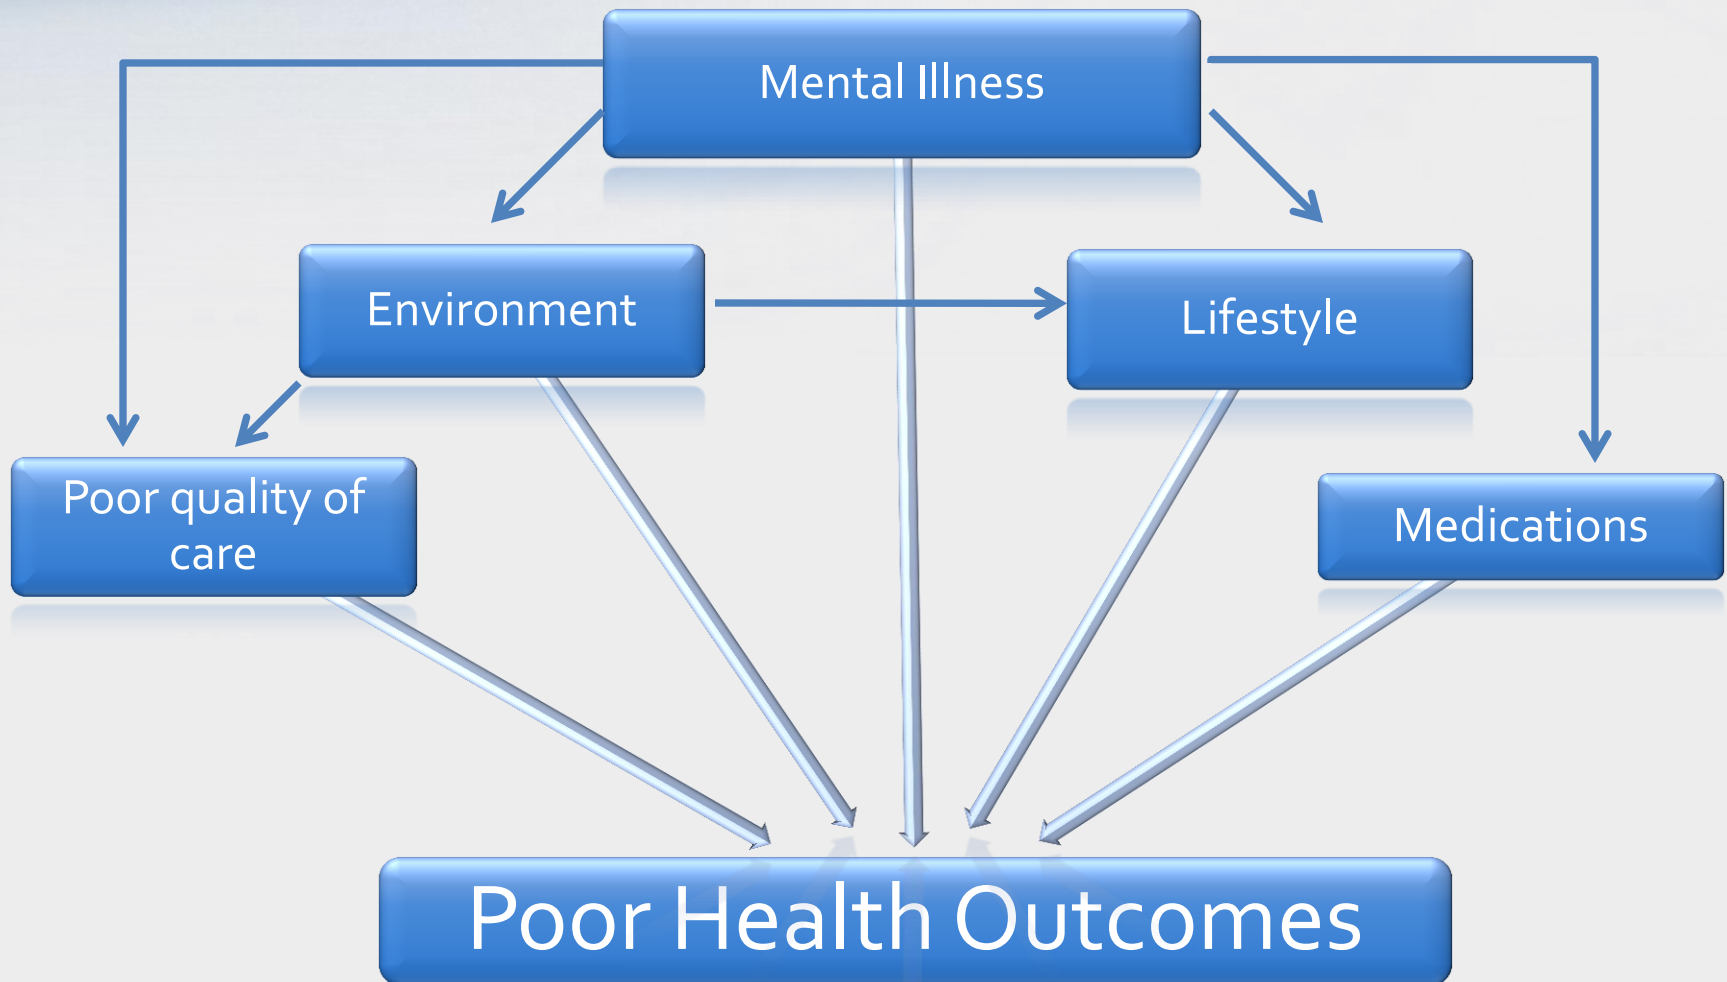 Mental Illness
Environment
Lifestyle
Poor quality of
care
Medications
Poor Health Outcomes